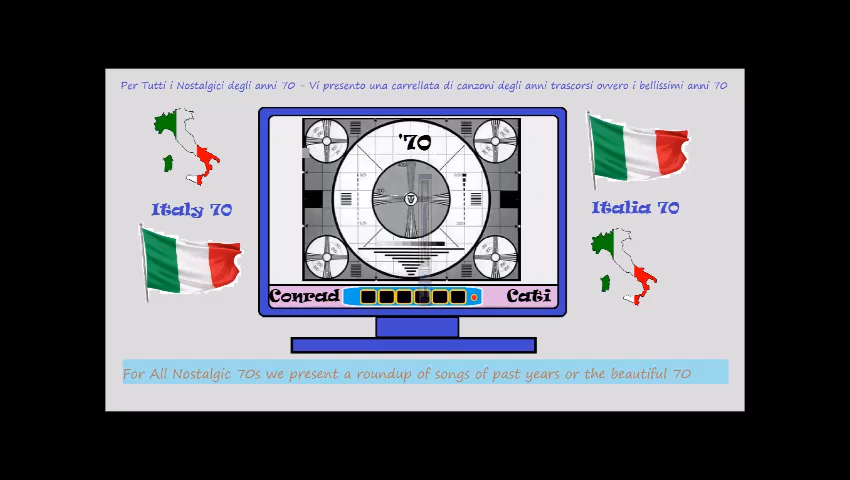 Per Tutti i Nostalgici degli anni 70 - Vi presento una carrellata di canzoni degli anni trascorsi ovvero i bellissimi anni 70
'70
Italy 70
Italia 70
Conrad
Cati
For All Nostalgic 70s we present a roundup of songs of past years or the beautiful 70